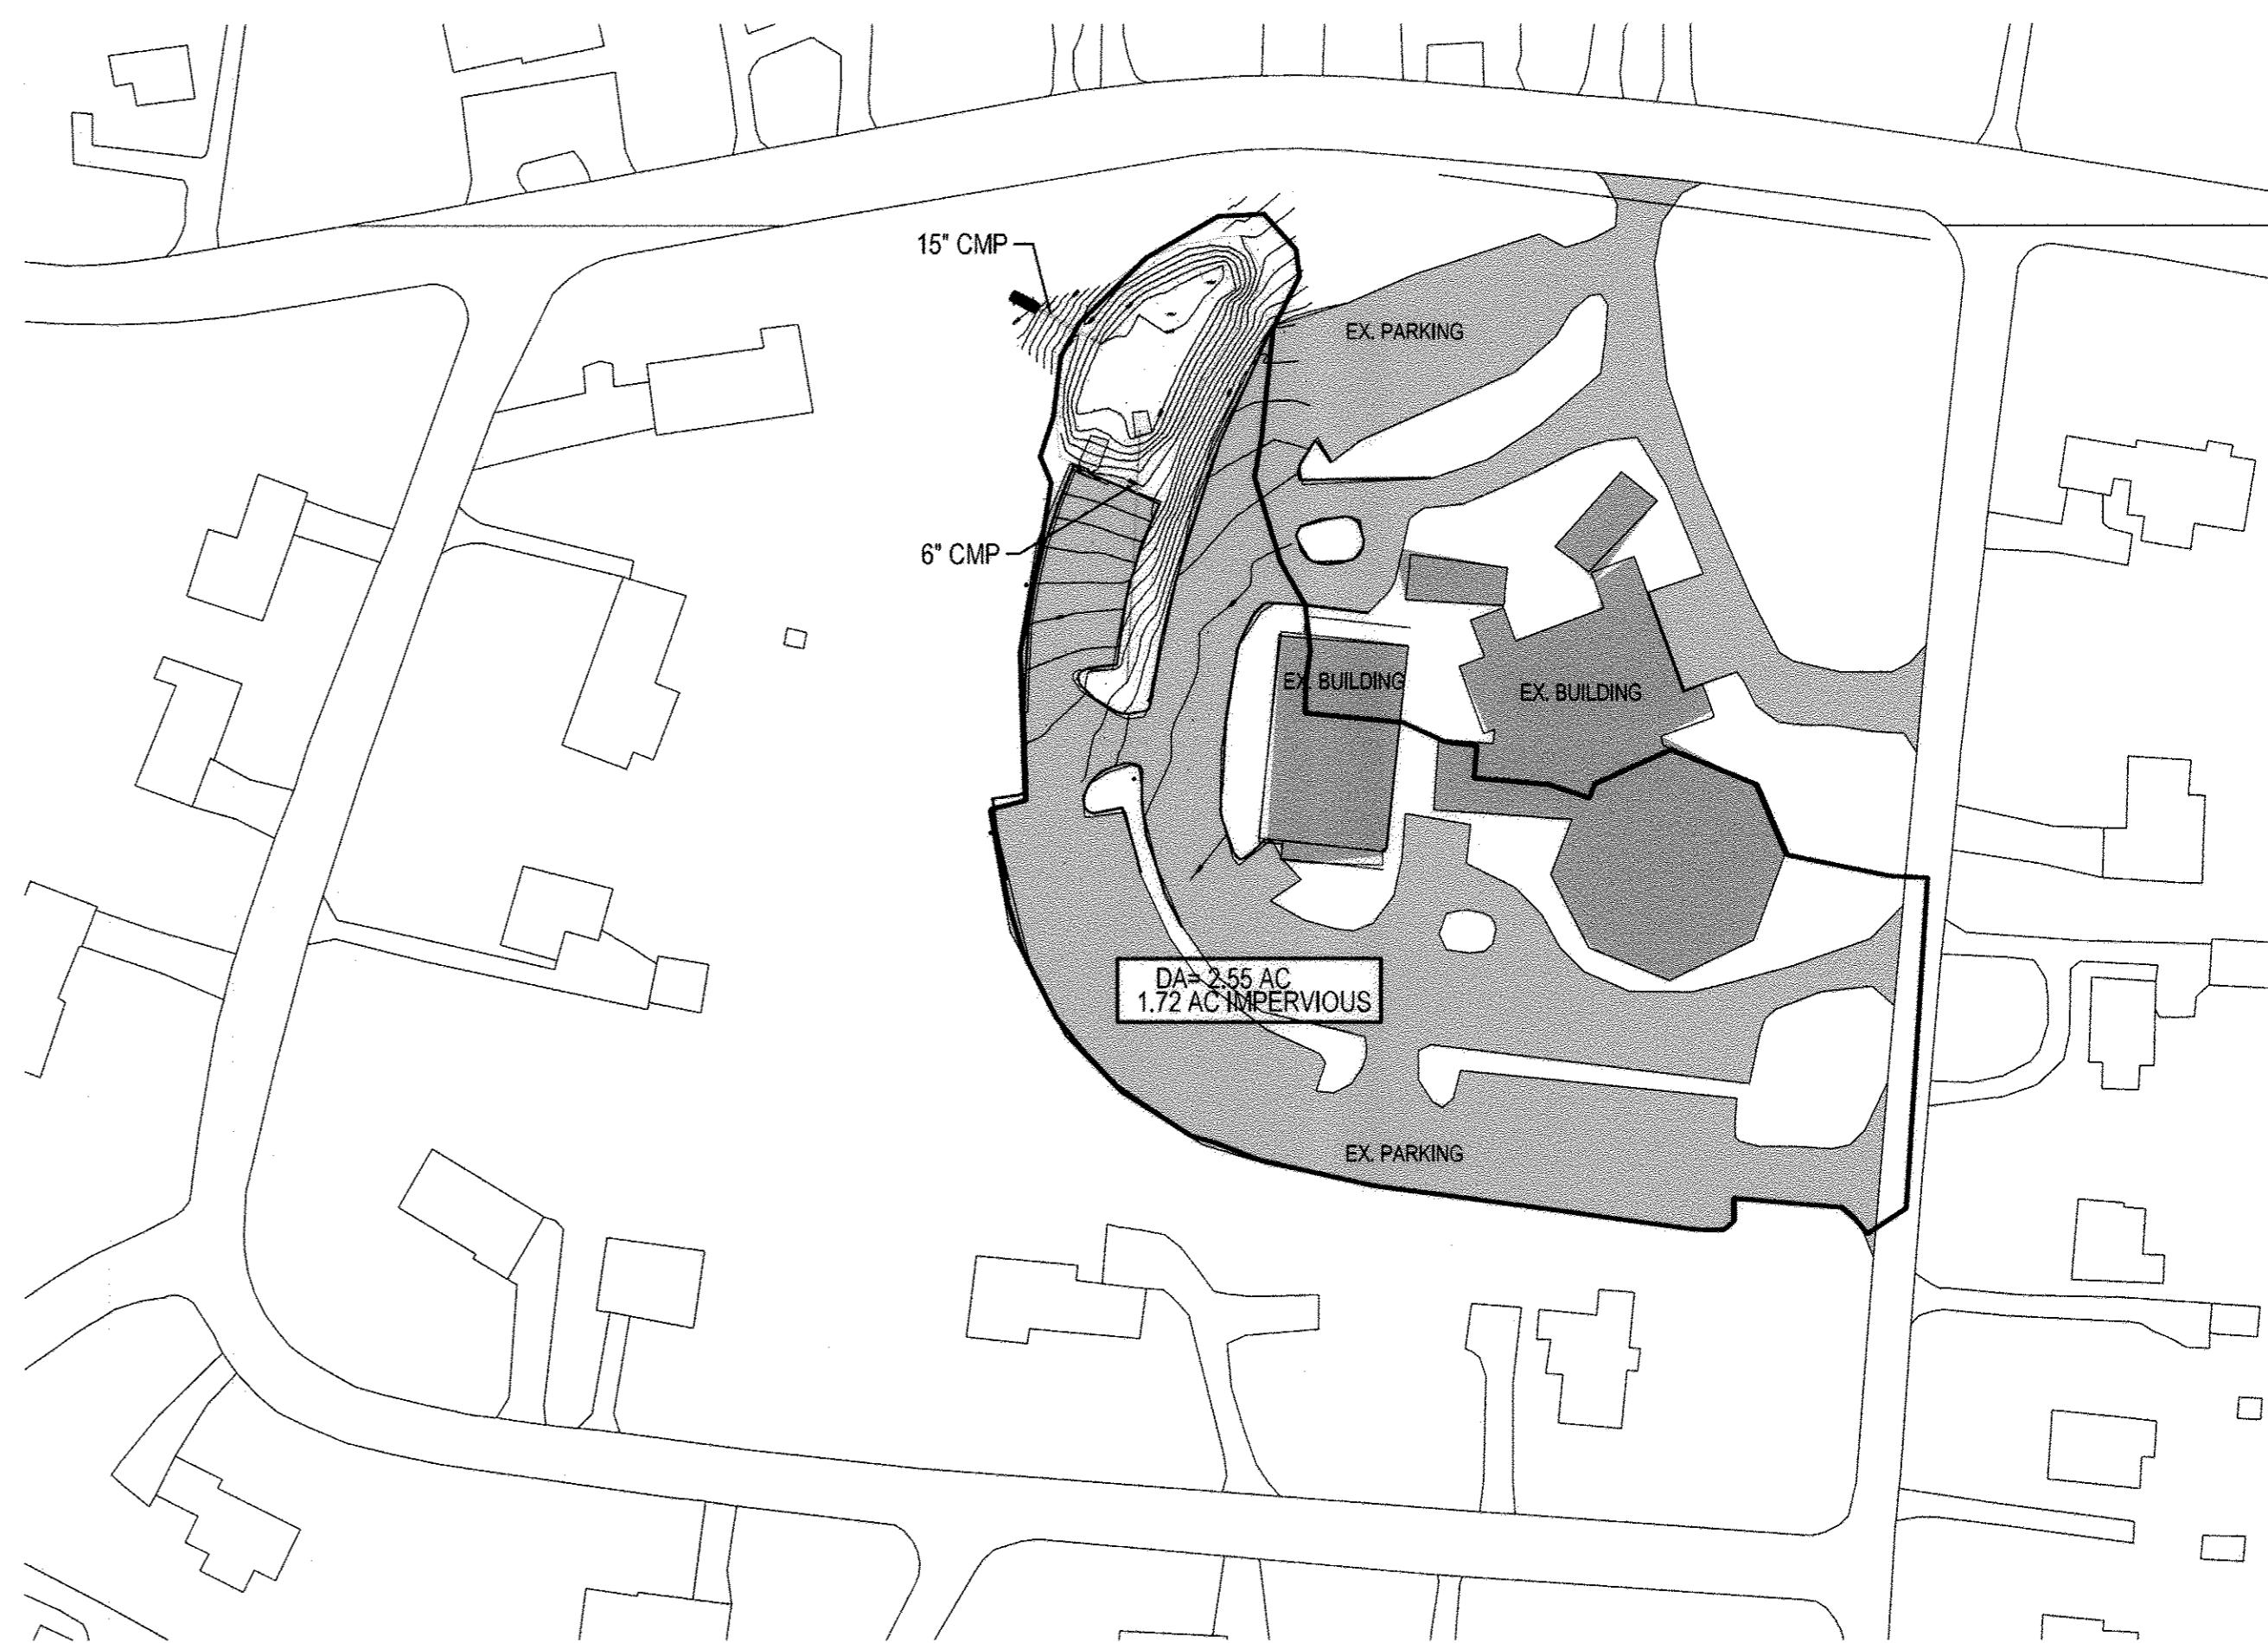 15" CMP
EX. PARKING
6" CMP
EX. BUILDING
EX. BUILDING
DA= 2.55 AC
1.72 AC IMPERVIOUS
EX. PARKING